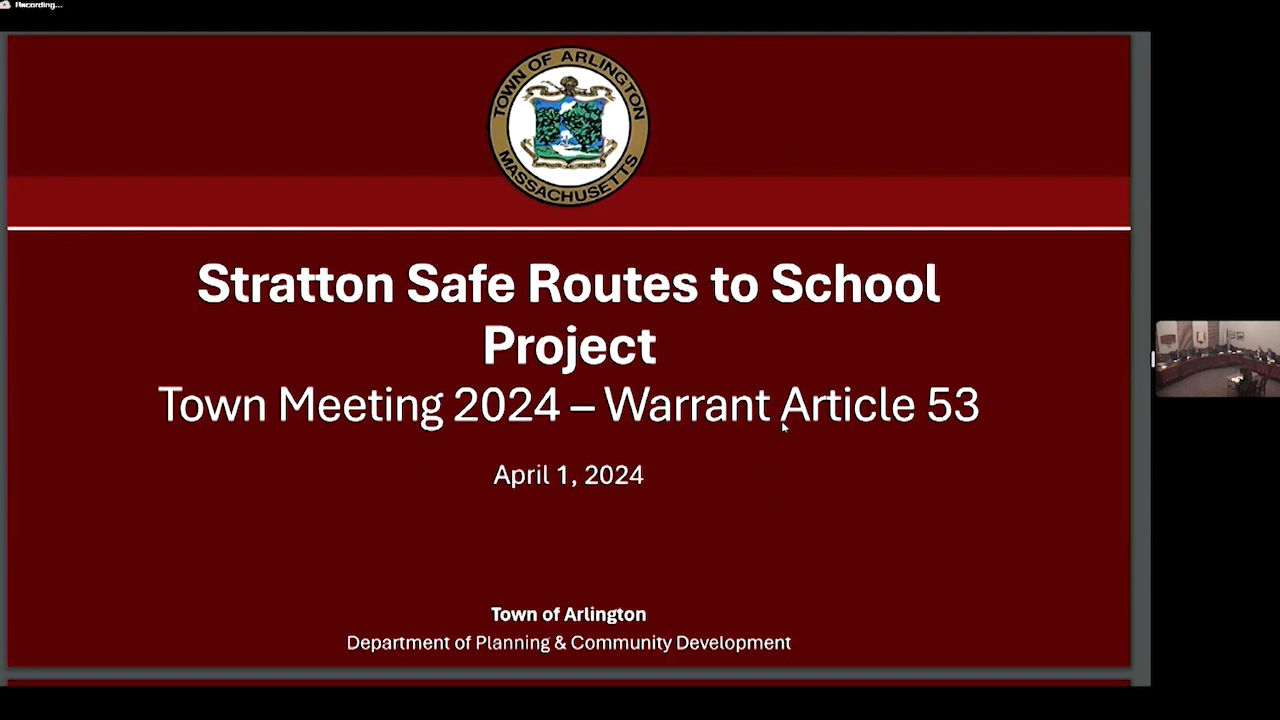 Recording...
TOWN OF ARLINGTON
MASSACHUSETTS
Stratton Safe Routes to School
Project
Town Meeting 2024 – Warrant Article 53
April 1, 2024
Town of Arlington
Department of Planning & Community Development